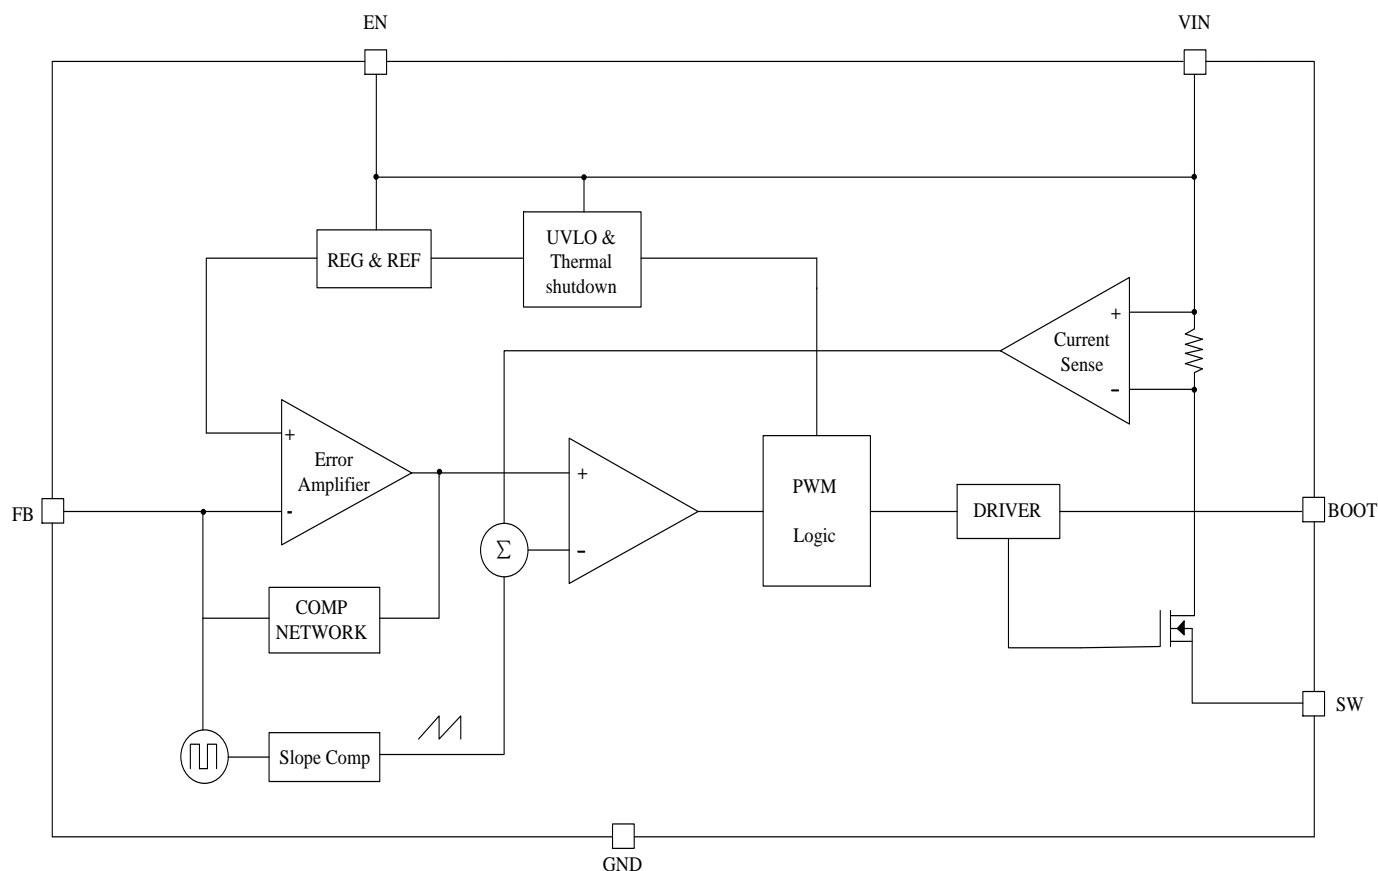 EN
VIN
UVLO &
Thermal
shutdown
REG & REF
+
Current
Sense
-
+
Error
Amplifier
-
+
-
PWM
Logic
FB
DRIVER
BOOT
Σ
COMP
NETWORK
SW
Slope Comp
GND